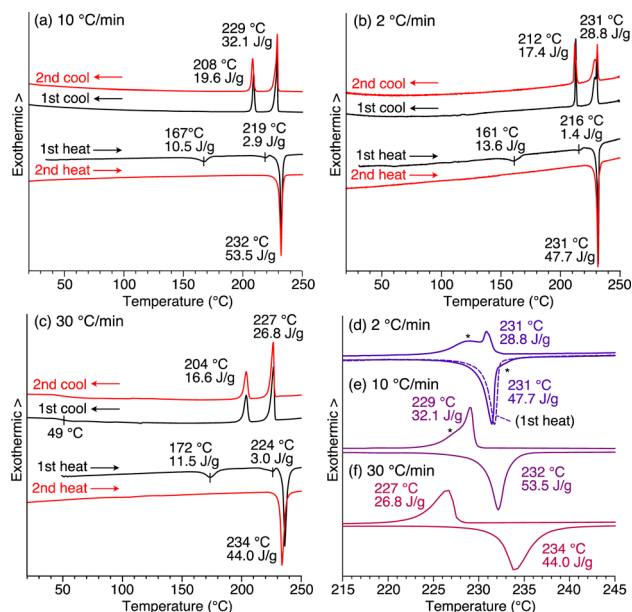 (a) 10 °C/min
229 °C
32.1 J/g
208 °C
19.6 J/g
2nd cool
1st cool
167°C
10.5 J/g
219 °C
2.9 J/g
1st heat
2nd heat
232 °C
53.5 J/g
Exothermic >
50 100 150 200 250
Temperature (°C)
(b) 2 °C/min
231 °C
28.8 J/g
212 °C
17.4 J/g
2nd cool
1st cool
161 °C
13.6 J/g
216 °C
1.4 J/g
1st heat
2nd heat
231 °C
47.7 J/g
Exothermic >
50 100 150 200 250
Temperature (°C)
(c) 30 °C/min
227 °C
26.8 J/g
204 °C
16.6 J/g
2nd cool
1st cool
49 °C
172 °C
11.5 J/g
224 °C
3.0 J/g
1st heat
2nd heat
234 °C
44.0 J/g
Exothermic >
50 100 150 200 250
Temperature (°C)
(d) 2 °C/min
*
231 °C
28.8 J/g
*
231 °C
47.7 J/g
(1st heat)
(e) 10 °C/min
229 °C
32.1 J/g
*
232 °C
53.5 J/g
(f) 30 °C/min
227 °C
26.8 J/g
234 °C
44.0 J/g
Exothermic >
215 220 225 230 235 240 245
Temperature (°C)